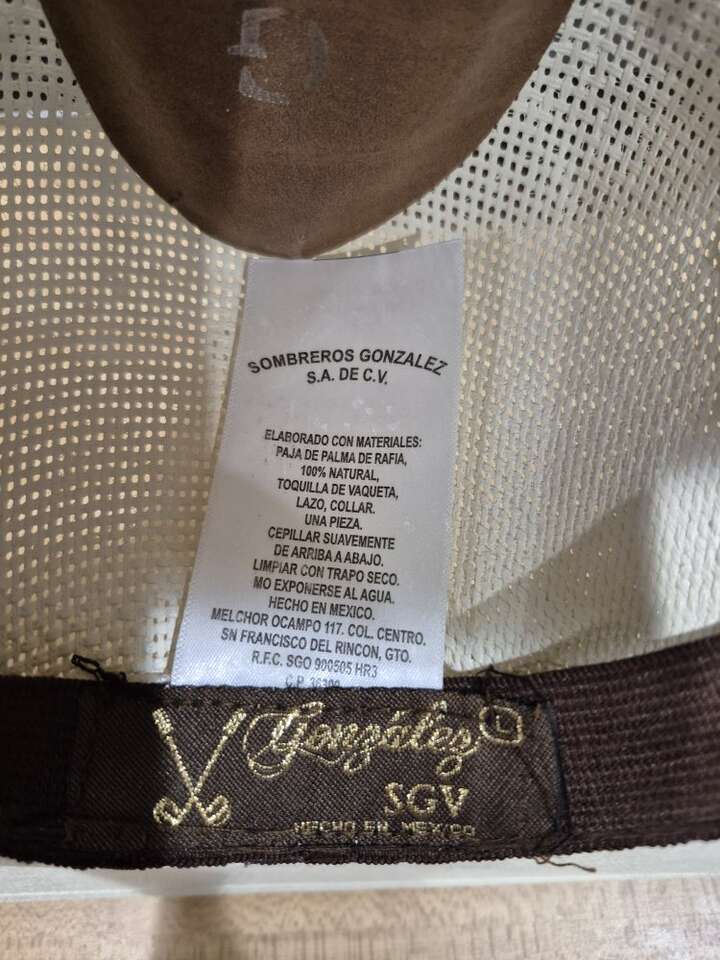 SOMBREROS GONZALEZ
S.A. DE C.V.
ELABORADO CON MATERIALES:
PAJA DE PALMA DE RAFIA,
100% NATURAL,
TOQUILLA DE VAQUETA,
LAZO, COLLAR.
UNA PIEZA.
CEPILLAR SUAVEMENTE
DE ARRIBA A ABAJO.
LIMPIAR CON TRAPO SECO.
MO EXPONERSE AL AGUA.
HECHO EN MEXICO.
MELCHOR OCAMPO 117. COL. CENTRO.
SN FRANCISCO DEL RINCON, GTO.
R.F.C. SGO 900505 HR3
C.P. 36300
González
SGV
HECHO EN MEXICO